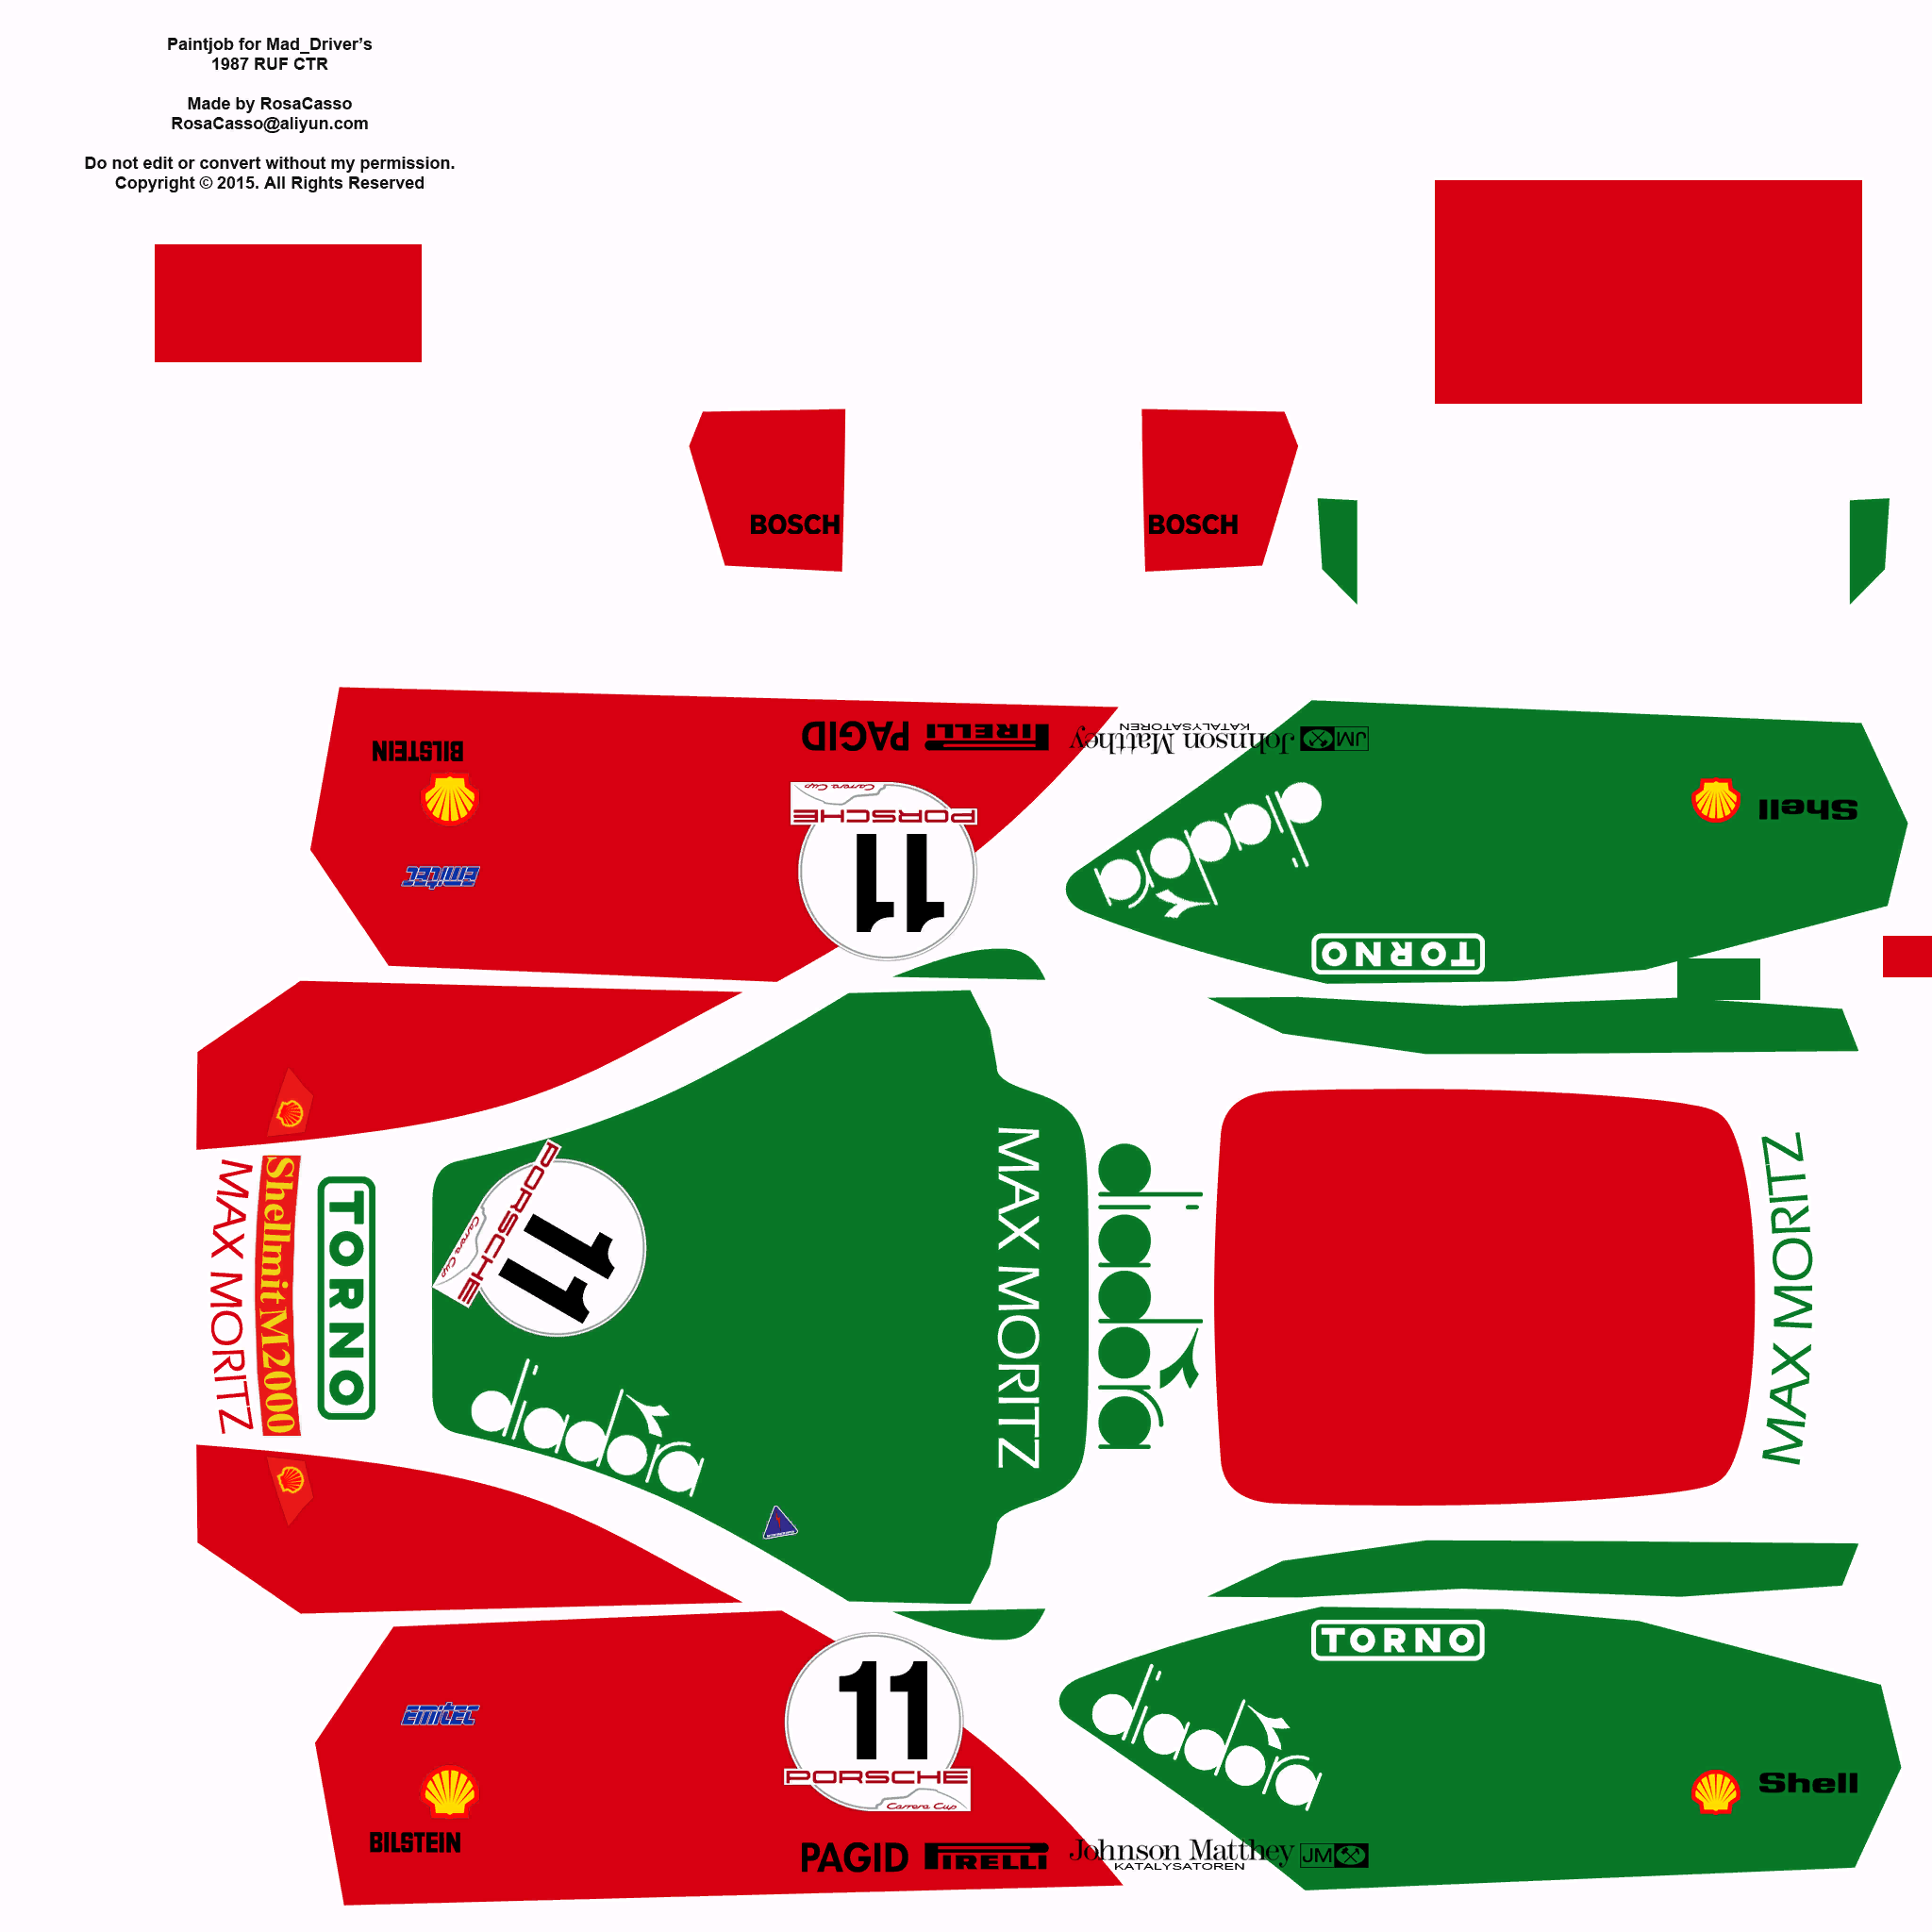 Paintjob for Mad_Driver's
1987 RUF CTR
Made by RosaCasso
RosaCasso@aliyun.com
Do not edit or convert without my permission.
Copyright © 2015. All Rights Reserved
BOSCH
BOSCH
BILSTEIN
PAGID
PIRELLI
Johnson Matthey
KATALYSATOREN
JM
Carrera Cup
PORSCHE
11
Emitec
diadora
Shell
TORNO
MAX MORITZ
Shell mit M2000
TORNO
PORSCHE
Carrera Cup
11
diadora
MAX MORITZ
diadora
MAX MORITZ
TORNO
11
PORSCHE
Carrera Cup
Emitec
diadora
Shell
BILSTEIN
PAGID
PIRELLI
Johnson Matthey
KATALYSATOREN
JM